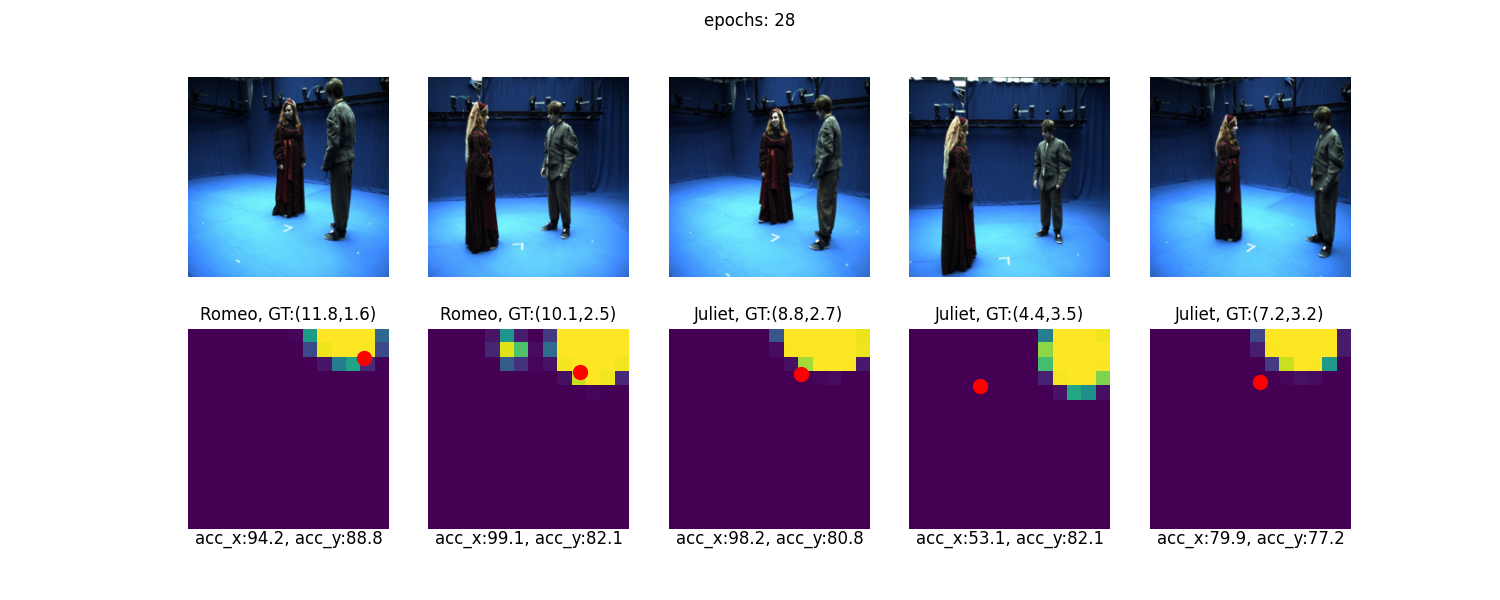 epochs: 28
Romeo, GT:(11.8,1.6)
Romeo, GT:(10.1,2.5)
Juliet, GT:(8.8,2.7)
Juliet, GT:(4.4,3.5)
Juliet, GT:(7.2,3.2)
acc_x:94.2, acc_y:88.8
acc_x:99.1, acc_y:82.1
acc_x:98.2, acc_y:80.8
acc_x:53.1, acc_y:82.1
acc_x:79.9, acc_y:77.2